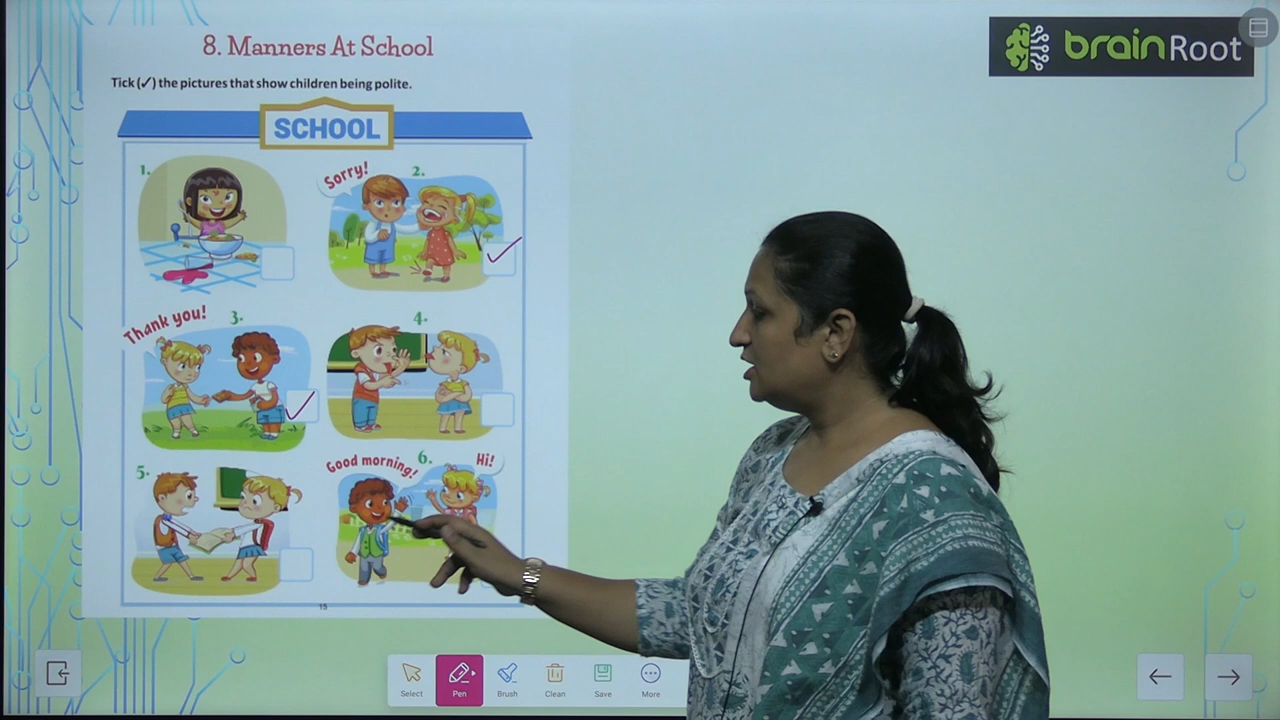 8. Manners At School
brainRoot
Tick (✓) the pictures that show children being polite.
SCHOOL
1.
Sorry!
2.
Thank you!
3.
4.
5.
Good morning!
6.
Hi!
15
Select
Pen
Brush
Clean
Save
More